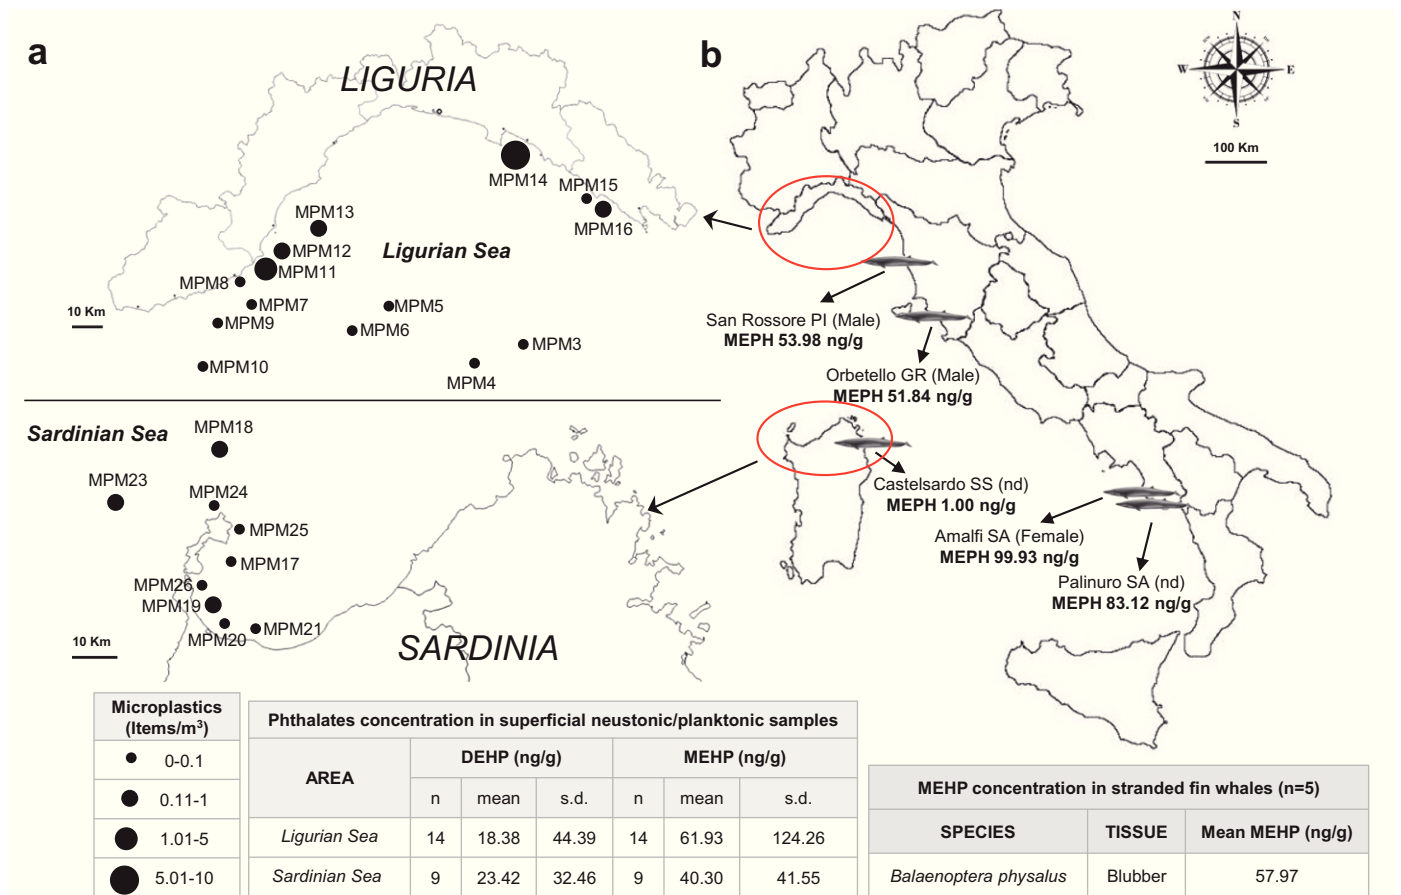 a
LIGURIA
MPM14
MPM15
MPM16
MPM13
MPM12
MPM11
Ligurian Sea
MPM8
MPM7
MPM9
MPM5
MPM6
MPM3
MPM4
MPM10
10 Km
Sardinian Sea
MPM18
MPM23
MPM24
MPM25
MPM17
MPM26
MPM19
MPM20
MPM21
10 Km
SARDINIA
b
N
W
E
S
100 Km
San Rossore PI (Male)
MEPH 53.98 ng/g
Orbetello GR (Male)
MEPH 51.84 ng/g
Castelsardo SS (nd)
MEPH 1.00 ng/g
Amalfi SA (Female)
MEPH 99.93 ng/g
Palinuro SA (nd)
MEPH 83.12 ng/g
Microplastics
(Items/m³)
0-0.1
0.11-1
1.01-5
5.01-10
Phthalates concentration in superficial neustonic/planktonic samples
AREA DEHP (ng/g) MEHP (ng/g)
n mean s.d. n mean s.d.
Ligurian Sea 14 18.38 44.39 14 61.93 124.26
Sardinian Sea 9 23.42 32.46 9 40.30 41.55
MEHP concentration in stranded fin whales (n=5)
SPECIES TISSUE Mean MEHP (ng/g)
Balaenoptera physalus Blubber 57.97